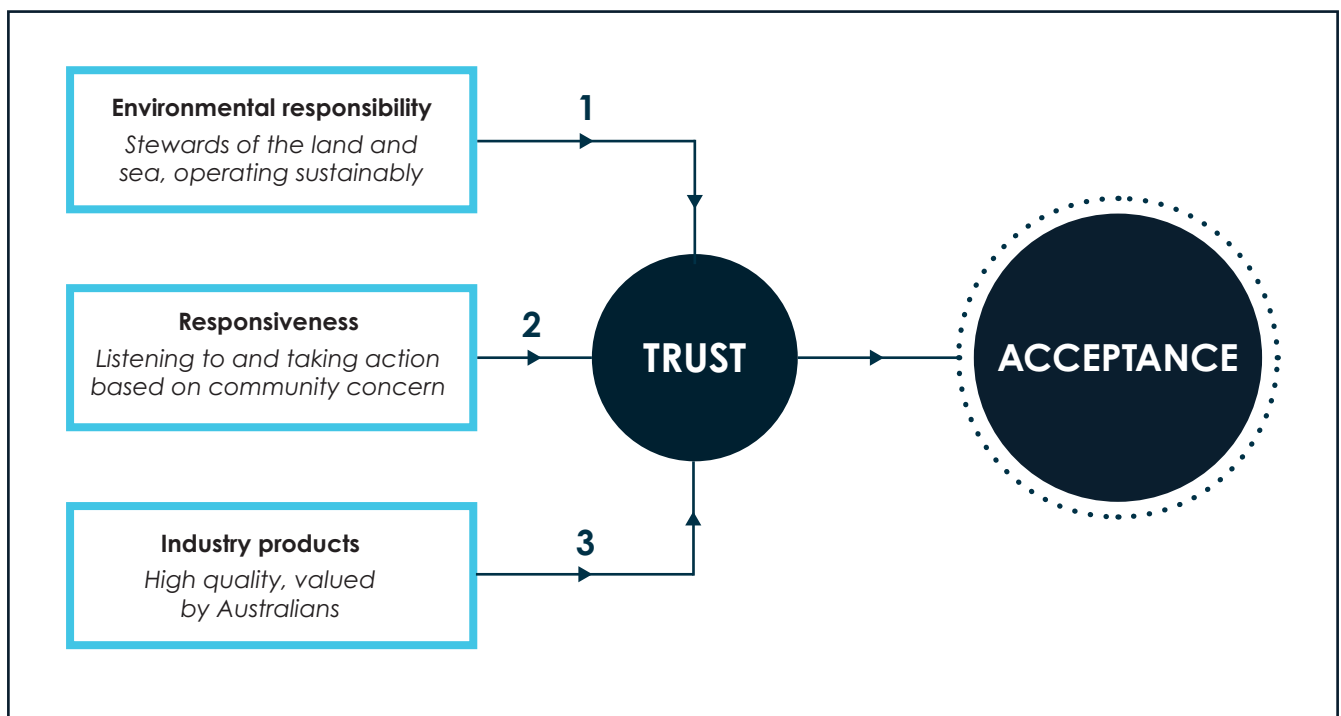 Environmental responsibility
Stewards of the land and
sea, operating sustainably
1
Responsiveness
Listening to and taking action
based on community concern
2
Industry products
High quality, valued
by Australians
3
TRUST
ACCEPTANCE